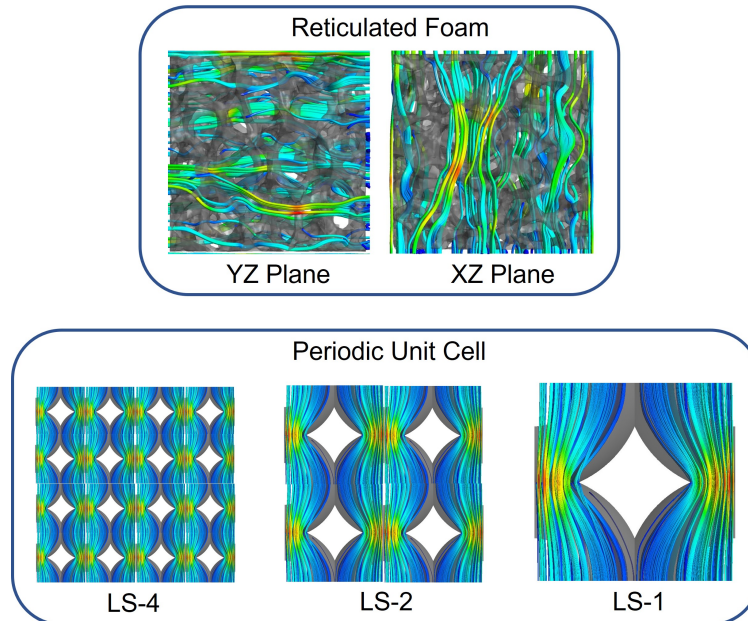 Reticulated Foam
YZ Plane
XZ Plane
Periodic Unit Cell
LS-4
LS-2
LS-1